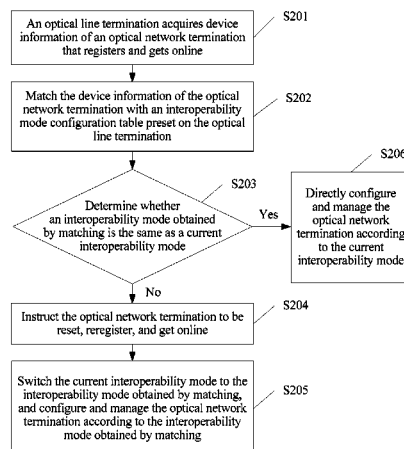 An optical line termination acquires device
information of an optical network termination
that registers and gets online
S201
Match the device information of the optical
network termination with an interoperability
mode configuration table preset on the optical
line termination
S202
S203
Determine whether
an interoperability mode obtained
by matching is the same as a current
interoperability mode
Yes
S206
Directly configure
and manage the
optical network
termination according
to the current
interoperability mode
No
Instruct the optical network termination to be
reset, reregister, and get online
S204
Switch the current interoperability mode to the
interoperability mode obtained by matching,
and configure and manage the optical network
termination according to the interoperability
mode obtained by matching
S205